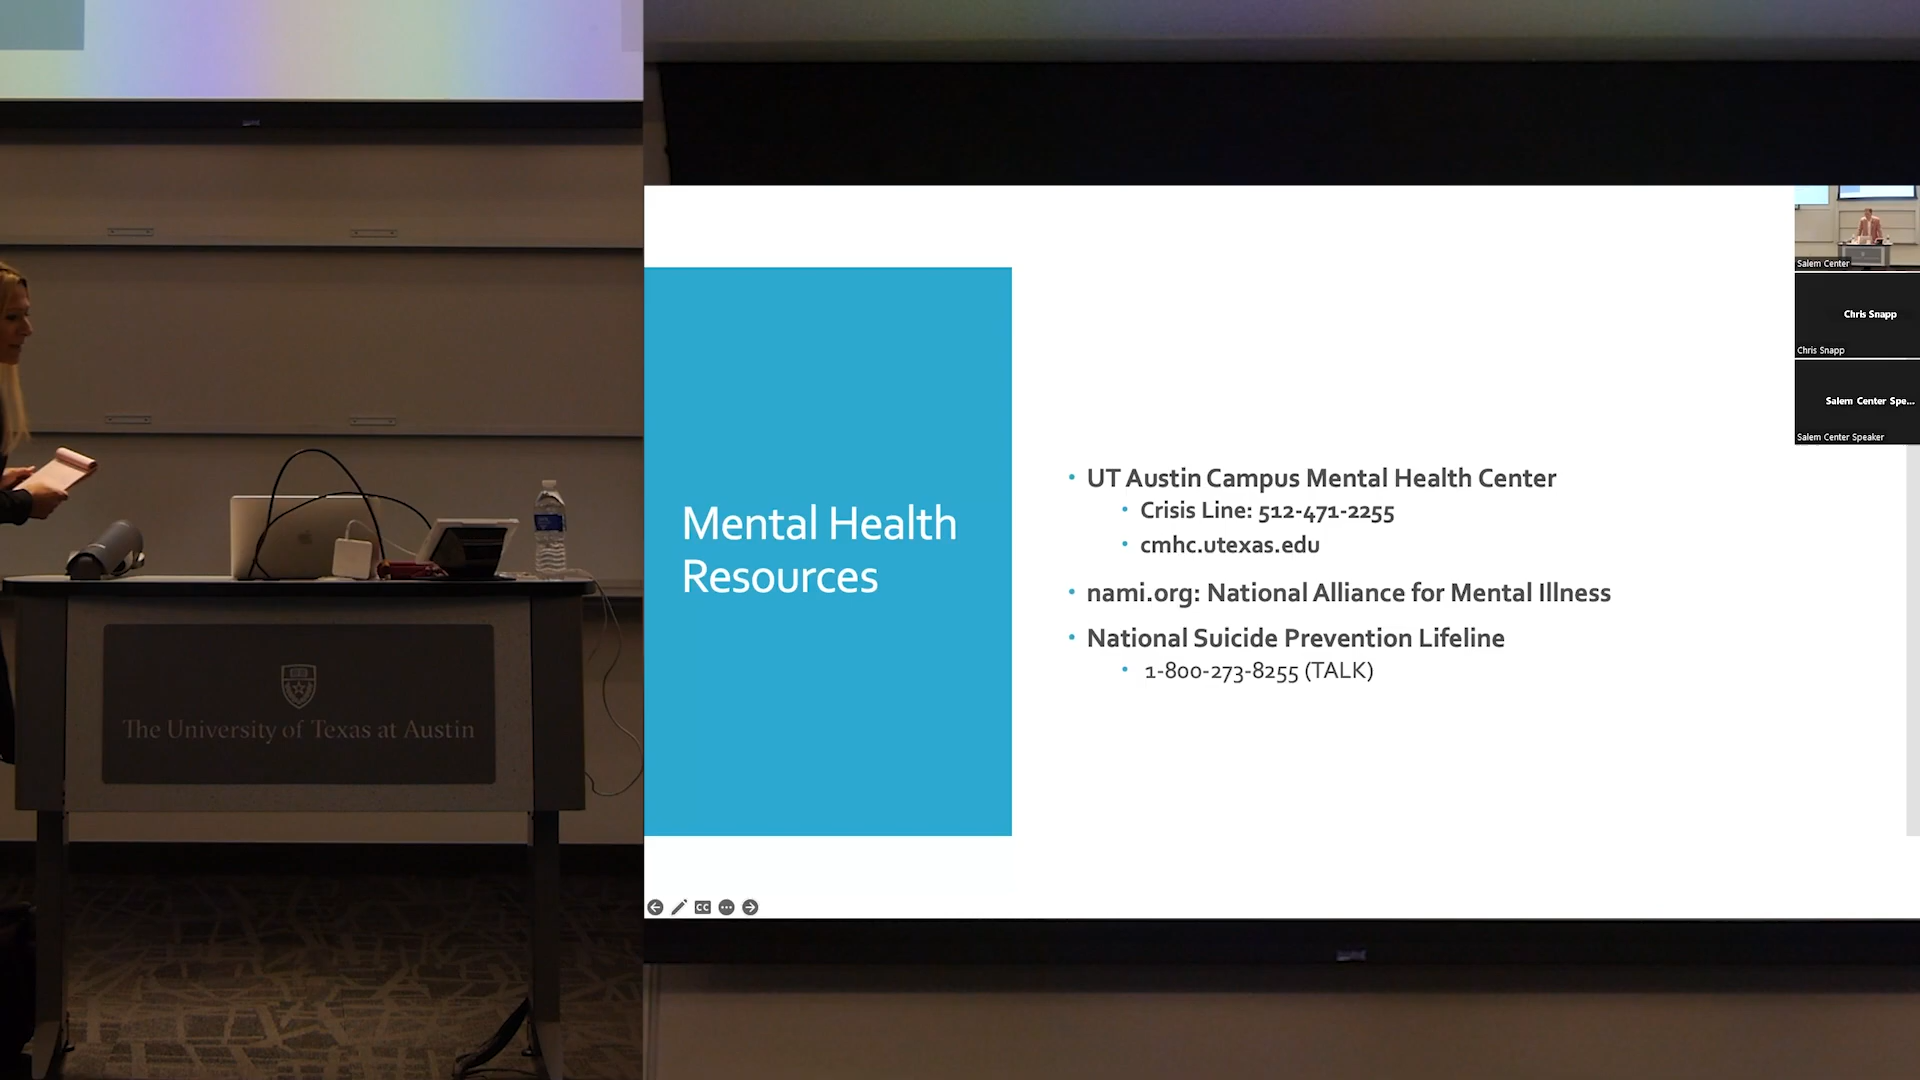 The University of Texas at Austin
Mental Health
Resources
• UT Austin Campus Mental Health Center
• Crisis Line: 512-471-2255
• cmhc.utexas.edu
• nami.org: National Alliance for Mental Illness
• National Suicide Prevention Lifeline
• 1-800-273-8255 (TALK)
Salem Center
Chris Snapp
Chris Snapp
Salem Center Spe...
Salem Center Speaker
CC